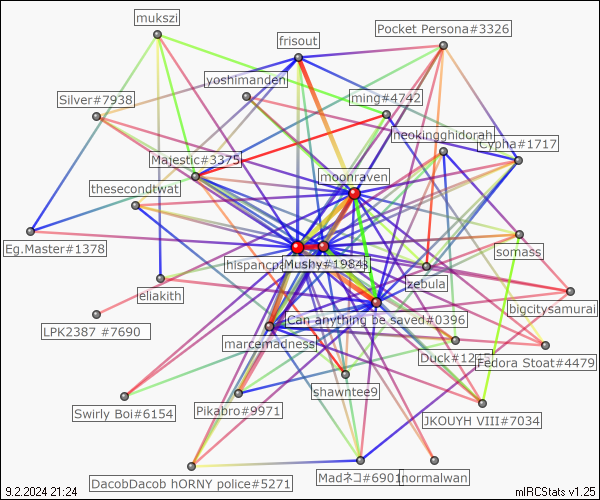 mukszi
Pocket Persona#3326
frisout
yoshimanden
Silver#7938
ming#4742
neokingghidorah
Cypha#1717
Majestic#3375
moonraven
thesecondtwat
Eg.Master#1378
somass
Mushy#1984
zebula
eliakith
bigcitysamurai
LPK2387 #7690
Can anything be saved#0396
marcemadness
Fedora Stoat#4479
shawntee9
Swirly Boi#6154
Pikabro#9971
JKOUYH VIII#7034
DacobDacob hORNY police#5271
Madネコ#6901
normalwan
9.2.2024 21:24
mIRCStats v1.25